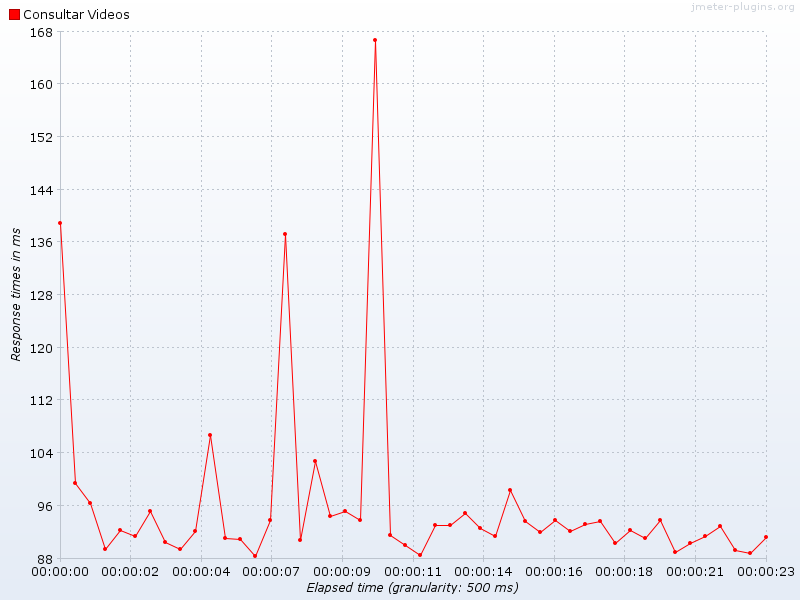 jmeter-plugins.org
Consultar Videos
168
160
152
144
136
128
120
112
104
96
88
Response times in ms
00:00:00 00:00:02 00:00:04 00:00:07 00:00:09 00:00:11 00:00:14 00:00:16 00:00:18 00:00:21 00:00:23
Elapsed time (granularity: 500 ms)